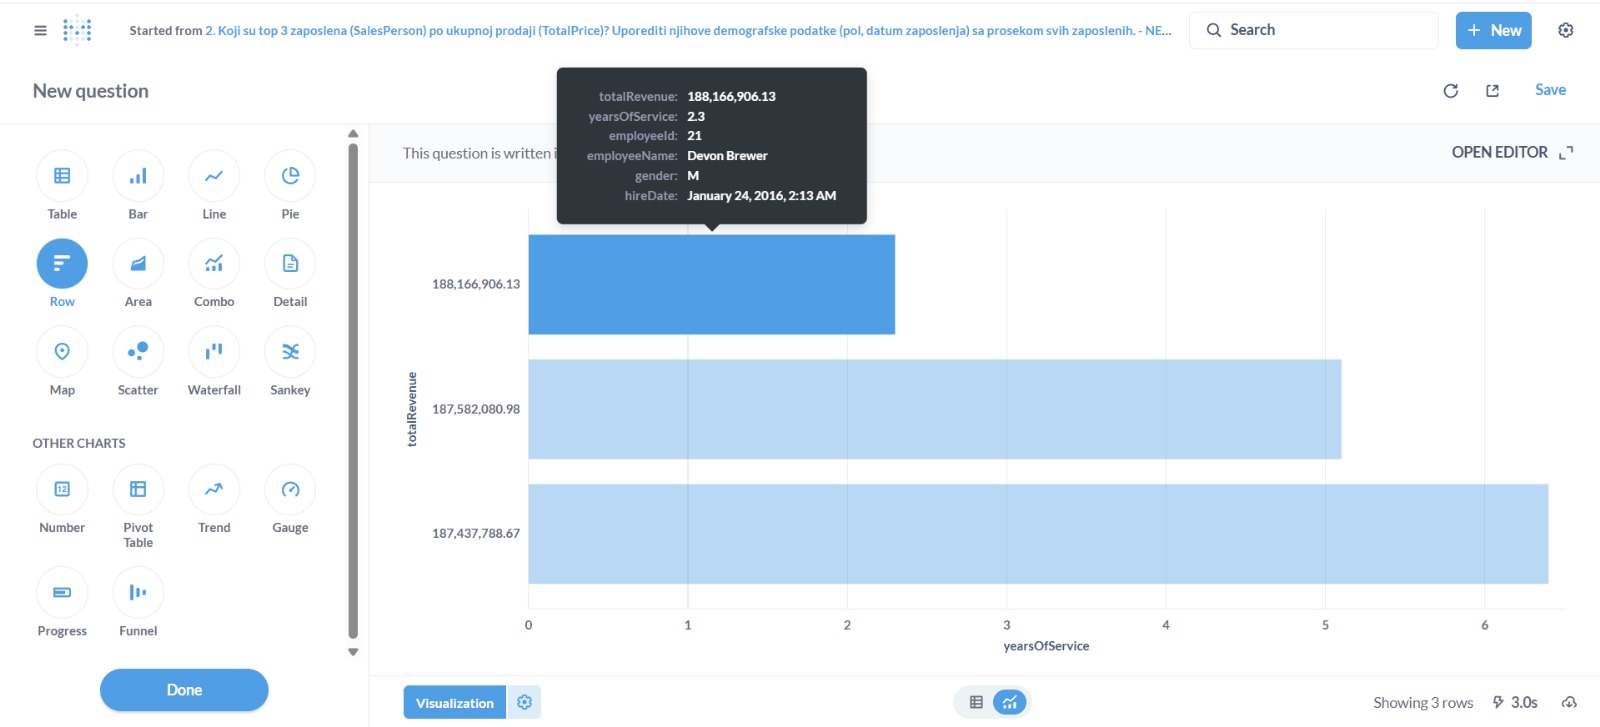 Started from 2. Koji su top 3 zaposlena (SalesPerson) po ukupnoj prodaji (TotalPrice)? Uporediti njihove demografske podatke (pol, datum zaposlenja) sa prosekom svih zaposlenih. - NE...
Search
+ New
New question
Save
totalRevenue: 188,166,906.13
yearsOfService: 2.3
employeeId: 21
employeeName: Devon Brewer
gender: M
hireDate: January 24, 2016, 2:13 AM
This question is written i
OPEN EDITOR
Table
Bar
Line
Pie
Row
Area
Combo
Detail
Map
Scatter
Waterfall
Sankey
OTHER CHARTS
12
Number
Pivot
Table
Trend
Gauge
Progress
Funnel
Done
totalRevenue
188,166,906.13
187,582,080.98
187,437,788.67
0 1 2 3 4 5 6
yearsOfService
Visualization
Showing 3 rows
3.0s